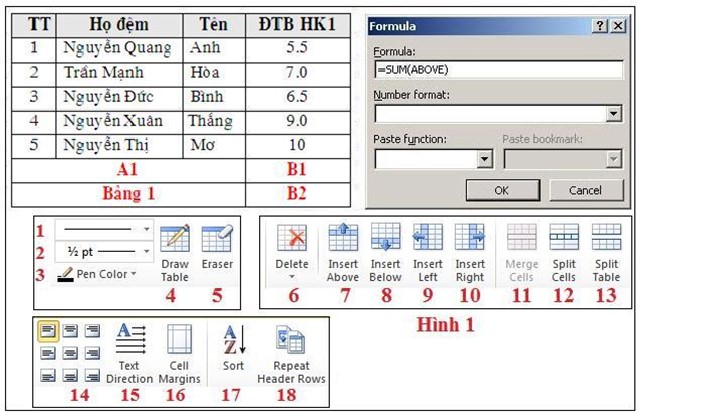 TT Họ đệm Tên ĐTB HK1
1 Nguyễn Quang Anh 5.5
2 Trần Mạnh Hòa 7.0
3 Nguyễn Đức Bình 6.5
4 Nguyễn Xuân Thắng 9.0
5 Nguyễn Thị Mơ 10
A1 B1
Bảng 1 B2
Formula
Formula:
=SUM(ABOVE)
Number format:
Paste function: Paste bookmark:
OK Cancel
1
2 ½ pt
3 Pen Color
Draw Table
Eraser
4 5
Delete
Insert Above
Insert Below
Insert Left
Insert Right
Merge Cells
Split Cells
Split Table
6 7 8 9 10 11 12 13
Hình 1
Text Direction
Cell Margins
A Z
Sort
Repeat Header Rows
14 15 16 17 18